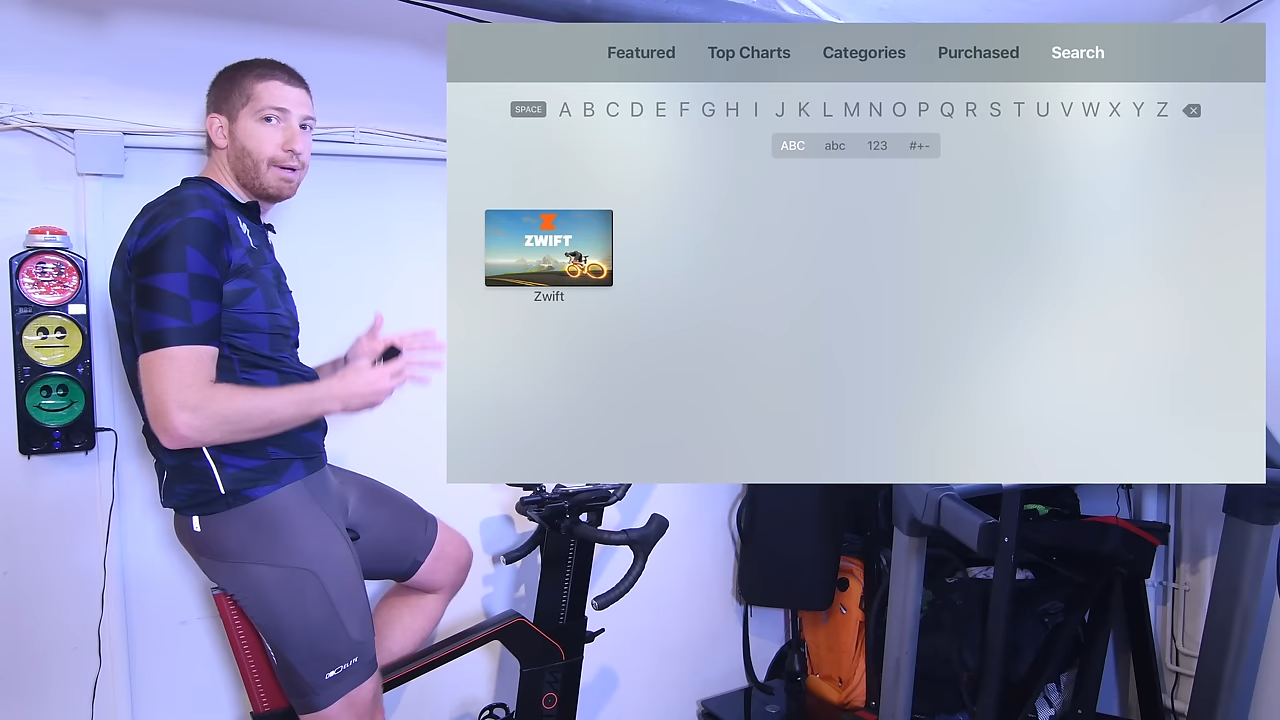 Featured Top Charts Categories Purchased Search
SPACE A B C D E F G H I J K L M N O P Q R S T U V W X Y Z
ABC abc 123 #+-
ZWIFT
Zwift